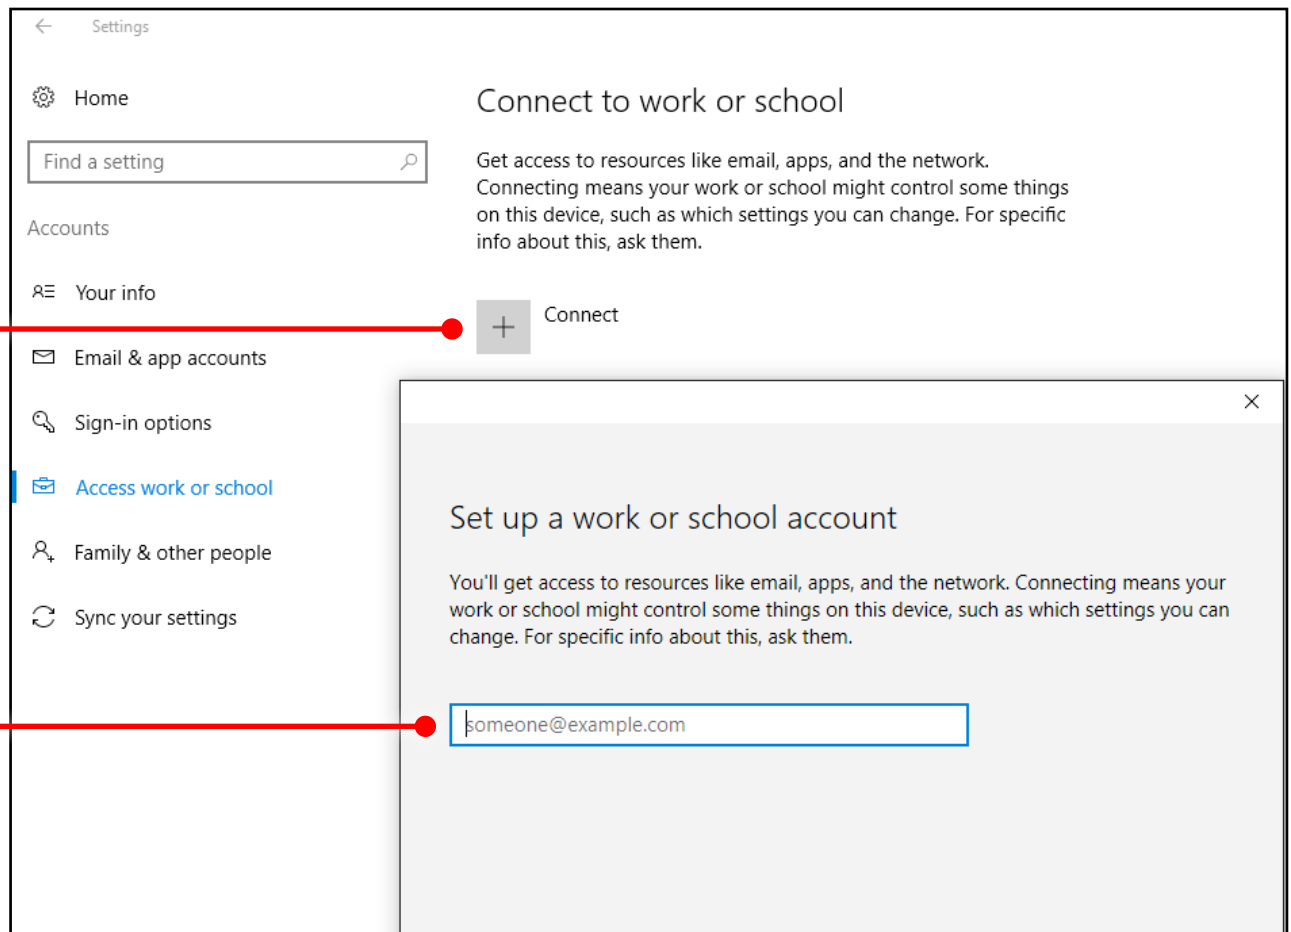 Settings
Home
Find a setting
Accounts
Your info
Email & app accounts
Sign-in options
Access work or school
Family & other people
Sync your settings
Connect to work or school
Get access to resources like email, apps, and the network.
Connecting means your work or school might control some things
on this device, such as which settings you can change. For specific
info about this, ask them.
Connect
Set up a work or school account
You'll get access to resources like email, apps, and the network. Connecting means your
work or school might control some things on this device, such as which settings you can
change. For specific info about this, ask them.
someone@example.com